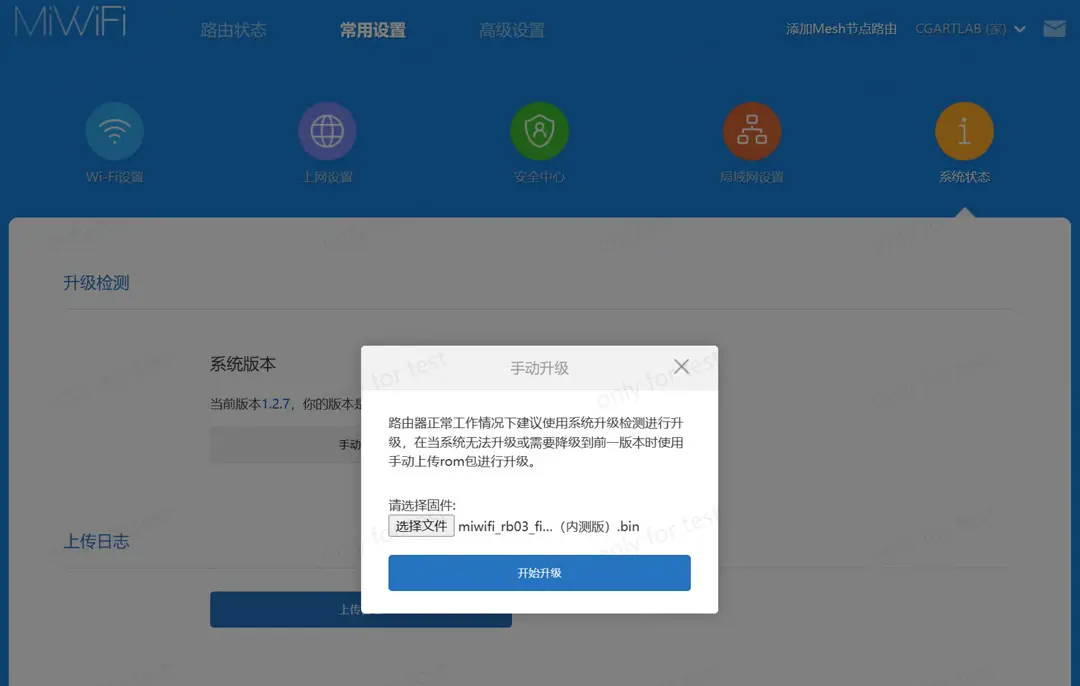 MiWiFi
路由状态
常用设置
高级设置
添加Mesh节点路由
CGARTLAB (家)
Wi-Fi设置
上网设置
安全中心
局域网设置
系统状态
升级检测
系统版本
当前版本1.2.7，你的版本是
手动
手动升级
路由器正常工作情况下建议使用系统升级检测进行升
级，在当系统无法升级或需要降级到前一版本时使用
手动上传rom包进行升级。
请选择固件:
选择文件 miwifi_rb03_fi...（内测版）.bin
开始升级
上传日志
上传
for test
only for test
only for test